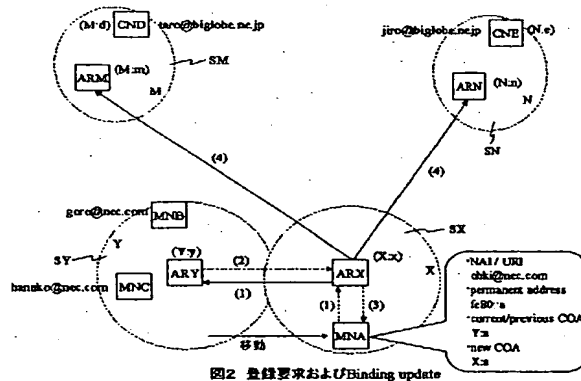 (M:d) CND taro@biglobe.ne.jp
ARM (M:m)
M
SM
jiro@biglobe.ne.jp CNE (N:e)
ARN (N:n)
N
SN
(4)
(4)
goro@nec.com MNB
SY
Y
(Y:y)
ARY
(2)
(1)
hanako@nec.com MNC
SX
X
ARX (X:x)
(1)
(3)
移動
MNA
NAI / URI
ohki@nec.com
permanent address
fe80::a
current/previous COA
Y:a
new COA
X:a
図2 登録要求およびBinding update